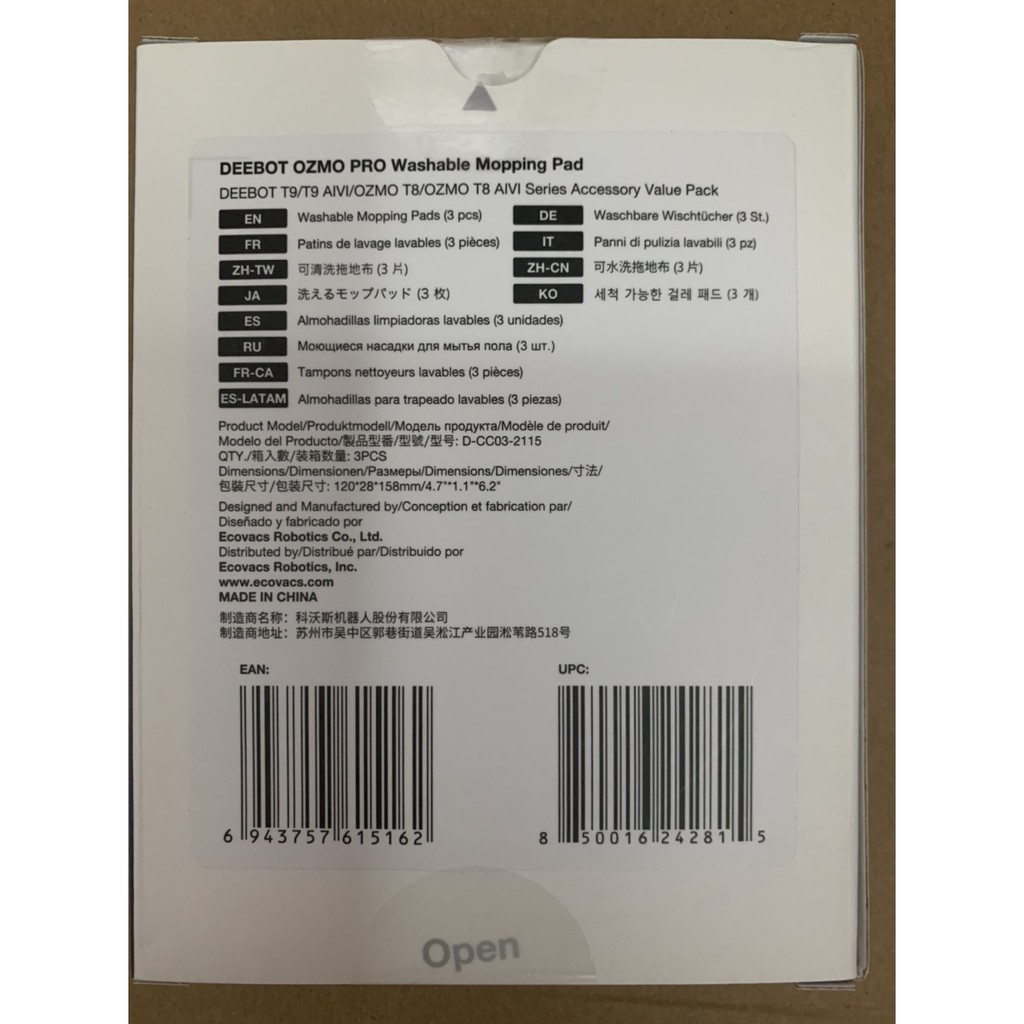 DEEBOT OZMO PRO Washable Mopping Pad
DEEBOT T9/T9 AIVI/OZMO T8/OZMO T8 AIVI Series Accessory Value Pack
EN Washable Mopping Pads (3 pcs)
DE Waschbare Wischtücher (3 St.)
FR Patins de lavage lavables (3 pièces)
IT Panni di pulizia lavabili (3 pz)
ZH-TW 可清洗拖地布 (3 片)
ZH-CN 可水洗拖地布 (3 片)
JA 洗えるモップパッド (3 枚)
KO 세척 가능한 걸레 패드 (3 개)
ES Almohadillas limpiadoras lavables (3 unidades)
RU Моющиеся насадки для мытья пола (3 шт.)
FR-CA Tampons nettoyeurs lavables (3 pièces)
ES-LATAM Almohadillas para trapeado lavables (3 piezas)
Product Model/Produktmodell/Модель продукта/Modèle de produit/
Modelo del Producto/製品型番/型號/型号: D-CC03-2115
QTY./箱入數/装箱数量: 3PCS
Dimensions/Dimensionen/Размеры/Dimensions/Dimensiones/寸法/
包裝尺寸/包装尺寸: 120*28*158mm/4.7"*1.1"*6.2"
Designed and Manufactured by/Conception et fabrication par/
Diseñado y fabricado por
Ecovacs Robotics Co., Ltd.
Distributed by/Distribué par/Distribuido por
Ecovacs Robotics, Inc.
www.ecovacs.com
MADE IN CHINA
制造商名称：科沃斯机器人股份有限公司
制造商地址：苏州市吴中区郭巷街道吴淞江产业园淞苇路518号
EAN:
UPC:
6 943757 615162
8 50016 24281 5
Open